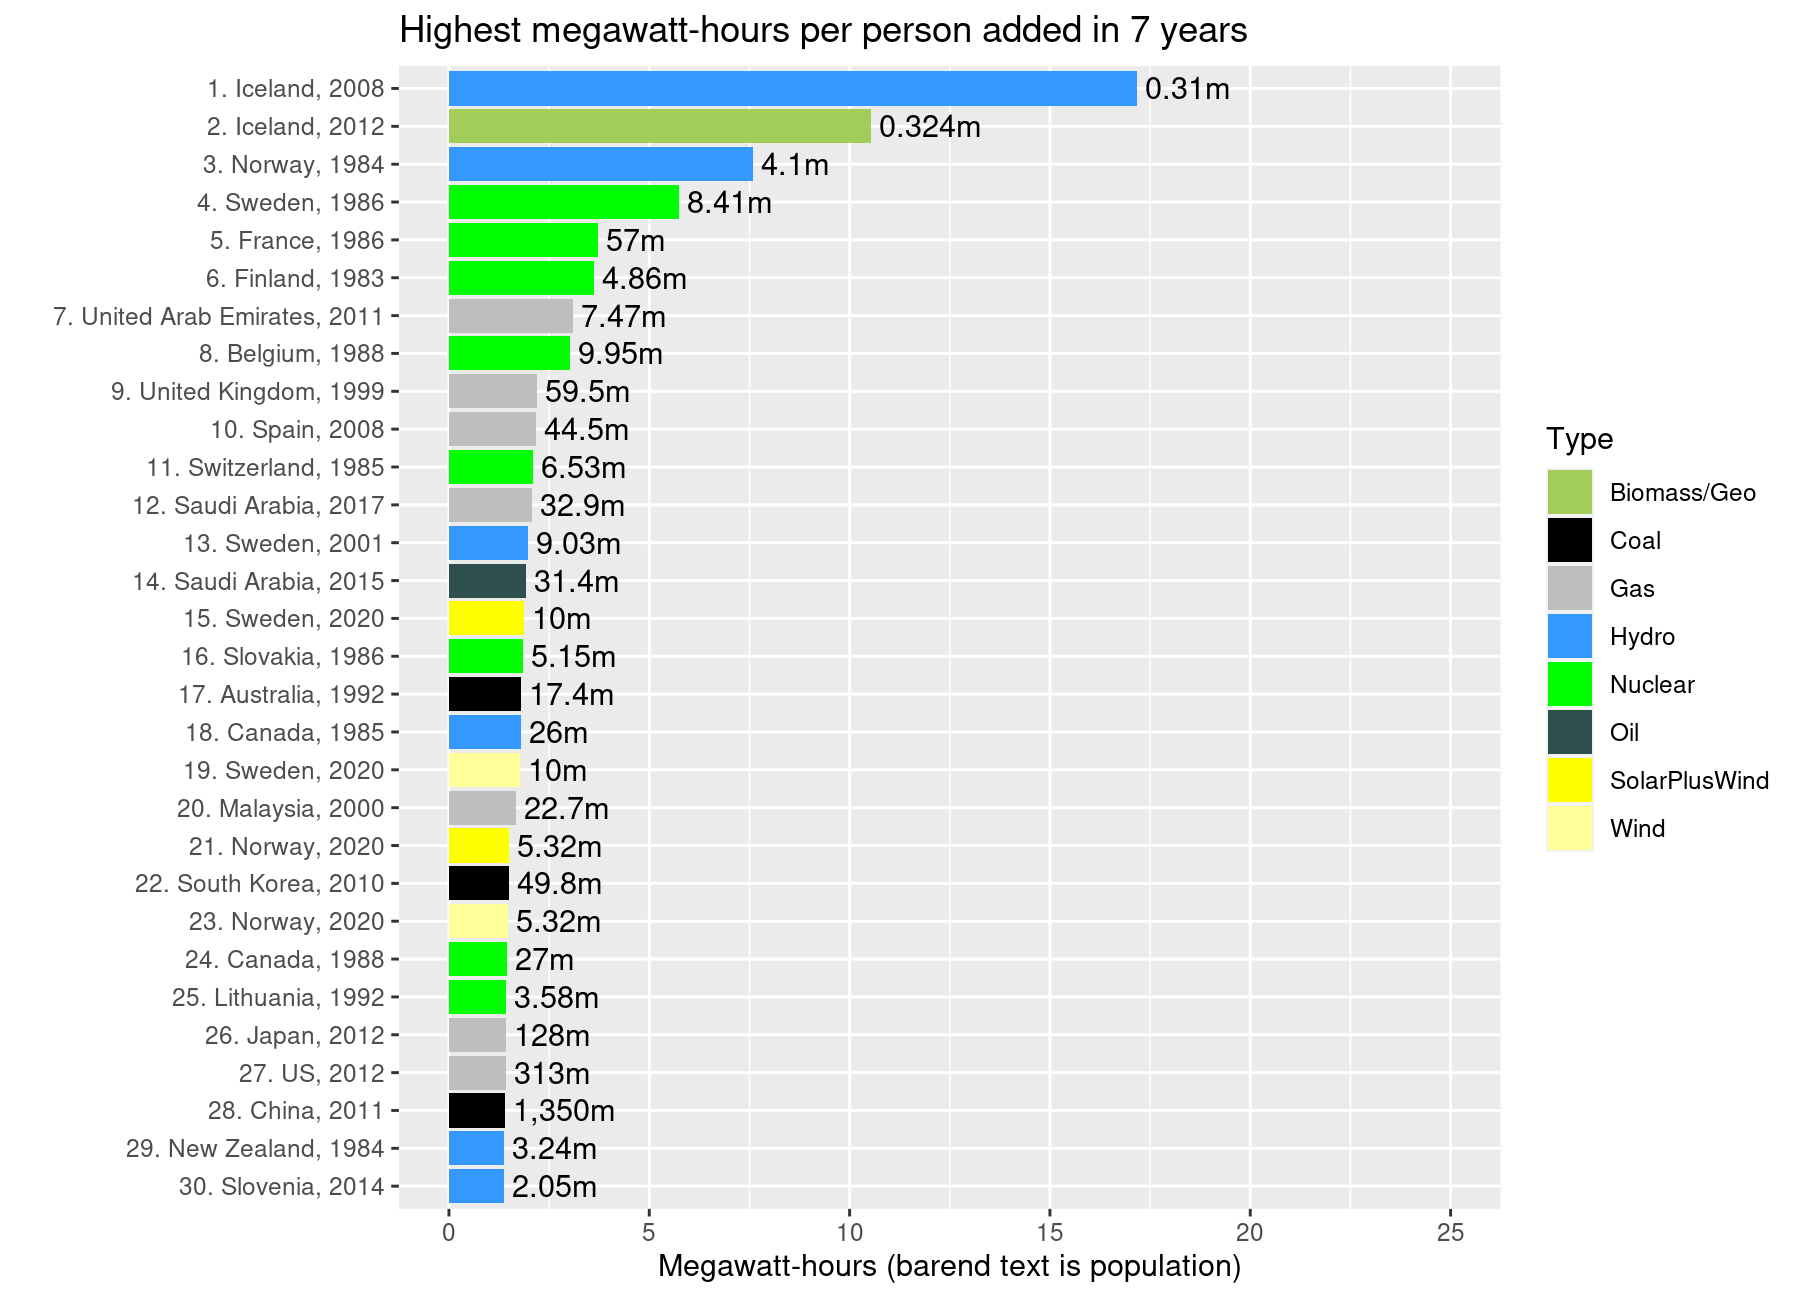 Highest megawatt-hours per person added in 7 years
1. Iceland, 2008 0.31m
2. Iceland, 2012 0.324m
3. Norway, 1984 4.1m
4. Sweden, 1986 8.41m
5. France, 1986 57m
6. Finland, 1983 4.86m
7. United Arab Emirates, 2011 7.47m
8. Belgium, 1988 9.95m
9. United Kingdom, 1999 59.5m
10. Spain, 2008 44.5m
11. Switzerland, 1985 6.53m
12. Saudi Arabia, 2017 32.9m
13. Sweden, 2001 9.03m
14. Saudi Arabia, 2015 31.4m
15. Sweden, 2020 10m
16. Slovakia, 1986 5.15m
17. Australia, 1992 17.4m
18. Canada, 1985 26m
19. Sweden, 2020 10m
20. Malaysia, 2000 22.7m
21. Norway, 2020 5.32m
22. South Korea, 2010 49.8m
23. Norway, 2020 5.32m
24. Canada, 1988 27m
25. Lithuania, 1992 3.58m
26. Japan, 2012 128m
27. US, 2012 313m
28. China, 2011 1,350m
29. New Zealand, 1984 3.24m
30. Slovenia, 2014 2.05m
0 5 10 15 20 25
Megawatt-hours (barend text is population)
Type
Biomass/Geo
Coal
Gas
Hydro
Nuclear
Oil
SolarPlusWind
Wind